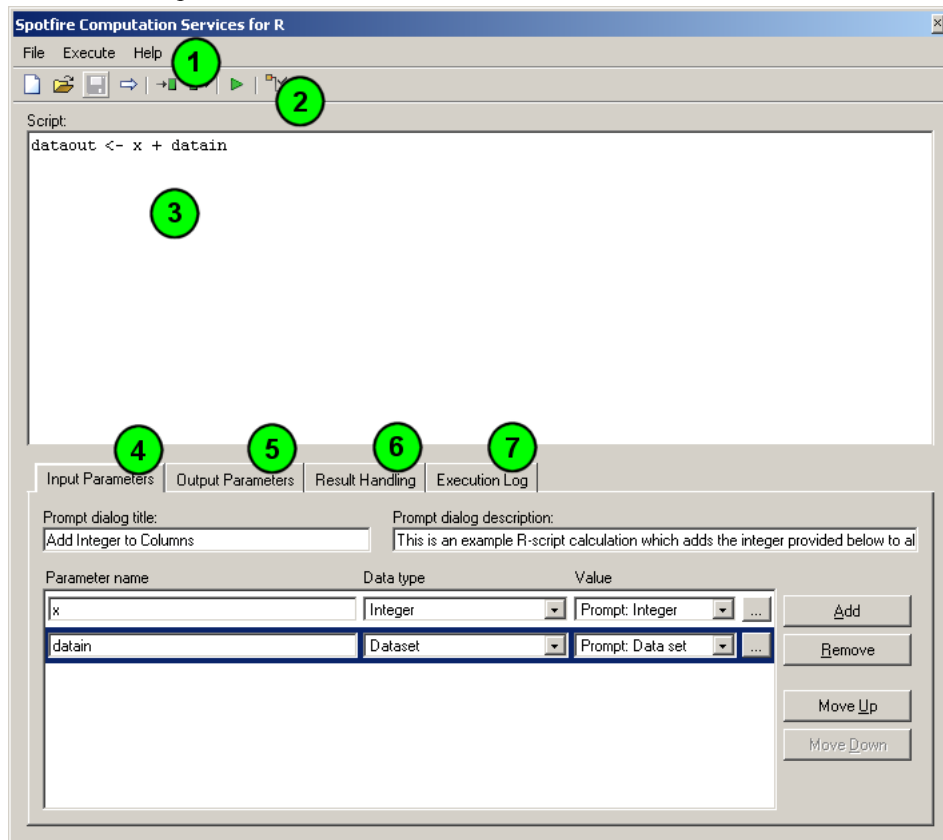 Spotfire Computation Services for R
File Execute Help
1
2
Script:
dataout <- x + datain
3
4 5 6 7
Input Parameters Output Parameters Result Handling Execution Log
Prompt dialog title: Prompt dialog description:
Add Integer to Columns This is an example R-script calculation which adds the integer provided below to al
Parameter name Data type Value
x Integer Prompt: Integer ... Add
datain Dataset Prompt: Data set ... Remove
Move Up
Move Down